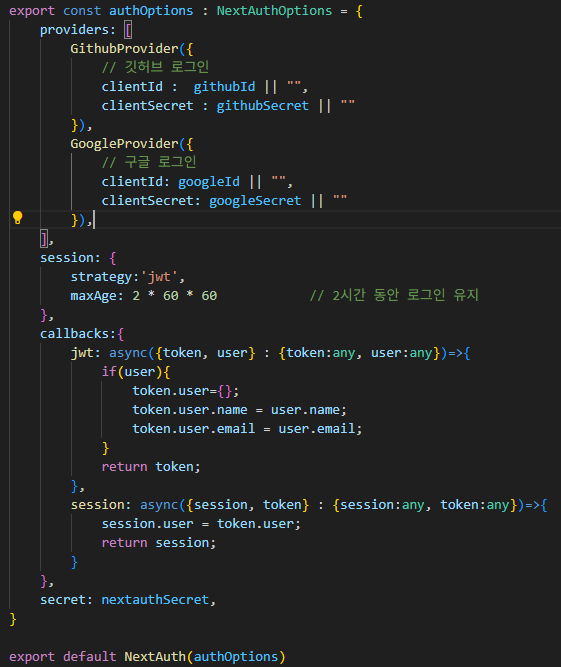 export const authOptions : NextAuthOptions = {
    providers: [
        GithubProvider({
            // 깃허브 로그인
            clientId :  githubId || "",
            clientSecret : githubSecret || ""
        }),
        GoogleProvider({
            // 구글 로그인
            clientId: googleId || "",
            clientSecret: googleSecret || ""
        }),
    ],
    session: {
        strategy:'jwt',
        maxAge: 2 * 60 * 60            // 2시간 동안 로그인 유지
    },
    callbacks:{
        jwt: async({token, user} : {token:any, user:any})=>{
            if(user){
                token.user={};
                token.user.name = user.name;
                token.user.email = user.email;
            }
            return token;
        },
        session: async({session, token} : {session:any, token:any})=>{
            session.user = token.user;
            return session;
        }
    },
    secret: nextauthSecret,
}
export default NextAuth(authOptions)